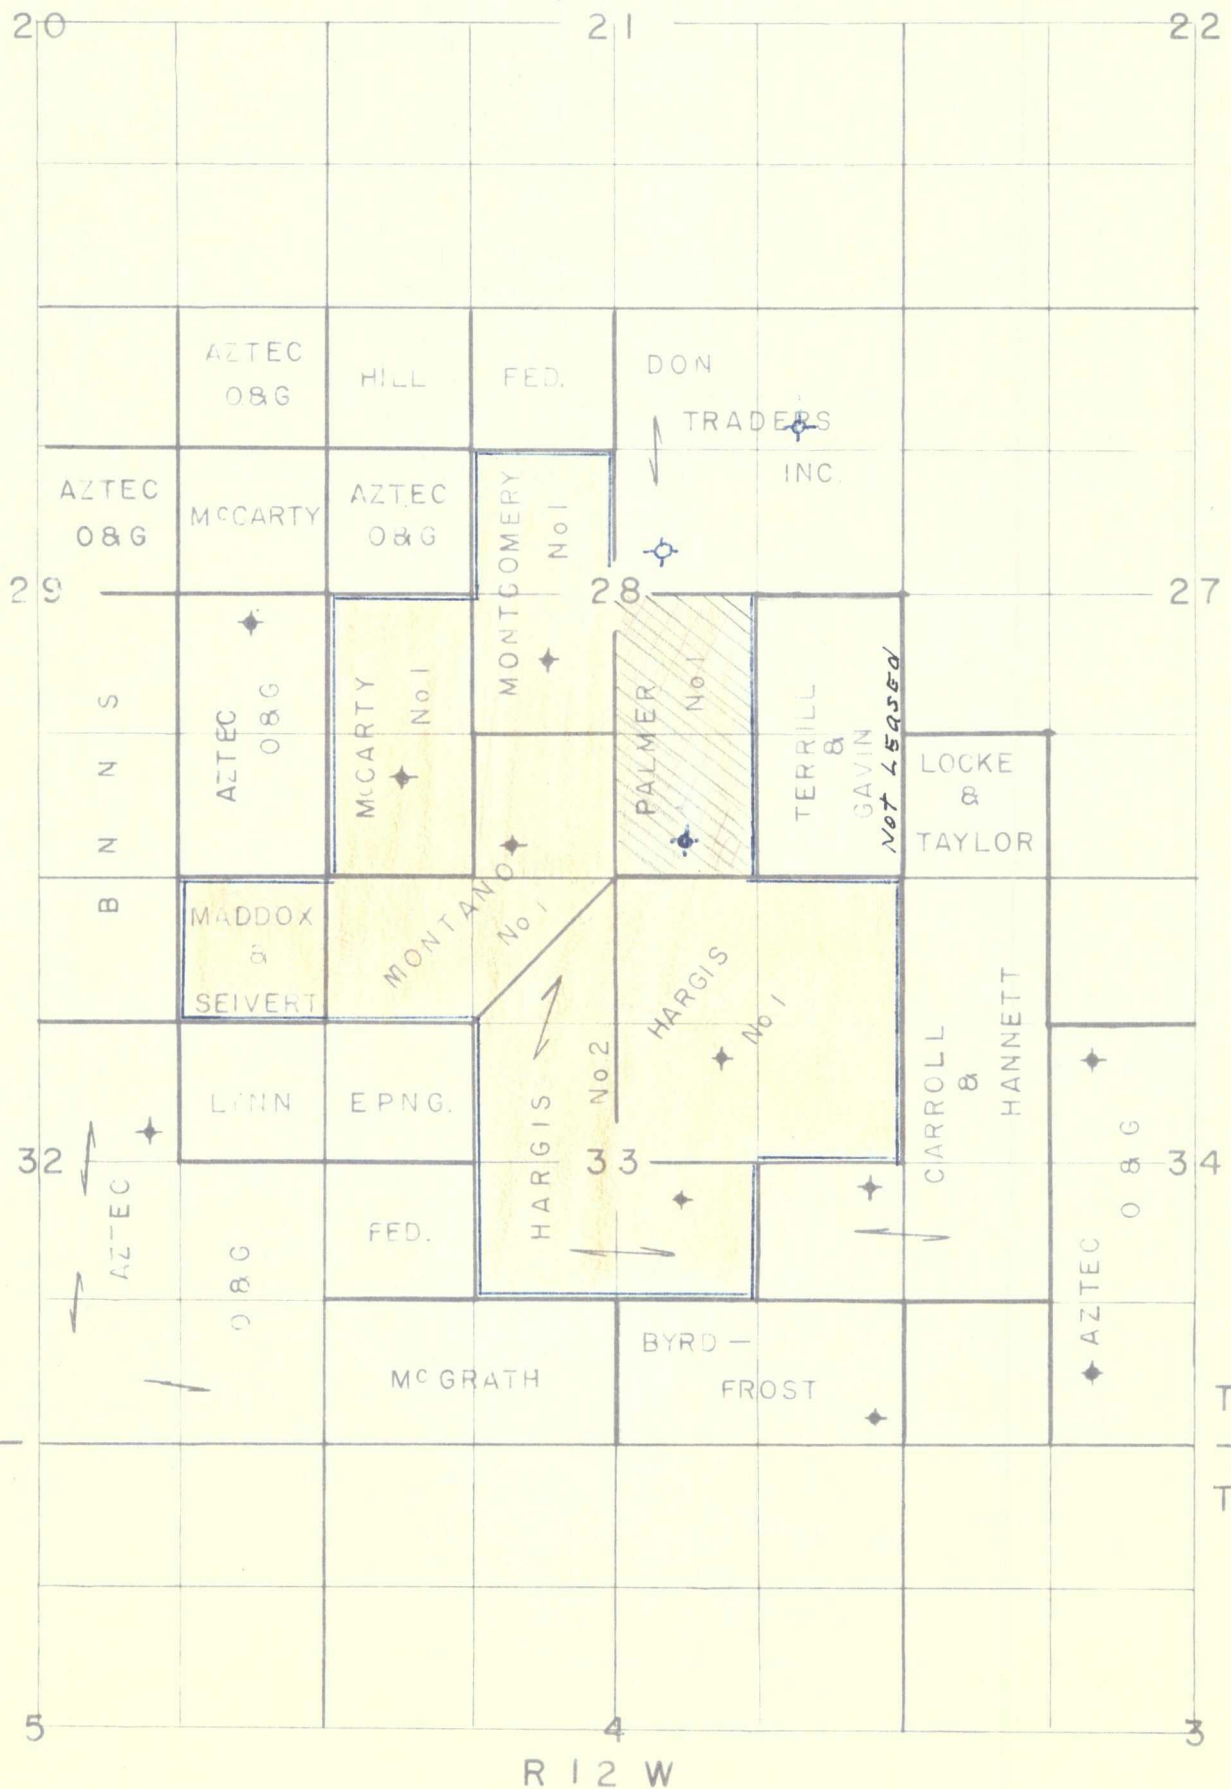 20 21 22
AZTEC
O&G
HILL
FED.
DON
TRADERS
INC.
AZTEC
O&G
McCARTY
AZTEC
O&G
MONTGOMERY
No 1
29 28 27
BNNNS
AZTEC
O&G
McCARTY
No.1
PALMER
No.1
TERRILL
&
GAVIN
Not LEASED
LOCKE
&
TAYLOR
MADDOX
&
SEIVERT
MONTANO
No 1
HARGIS
No 1
CARROLL
&
HANNETT
LYNN
EPNG.
HARGIS
No.2
AZTEC
O&G
32 33 34
AZTEC
O&G
FED.
McGRATH
BYRD —
FROST
T
T
5 4 3
R 12 W